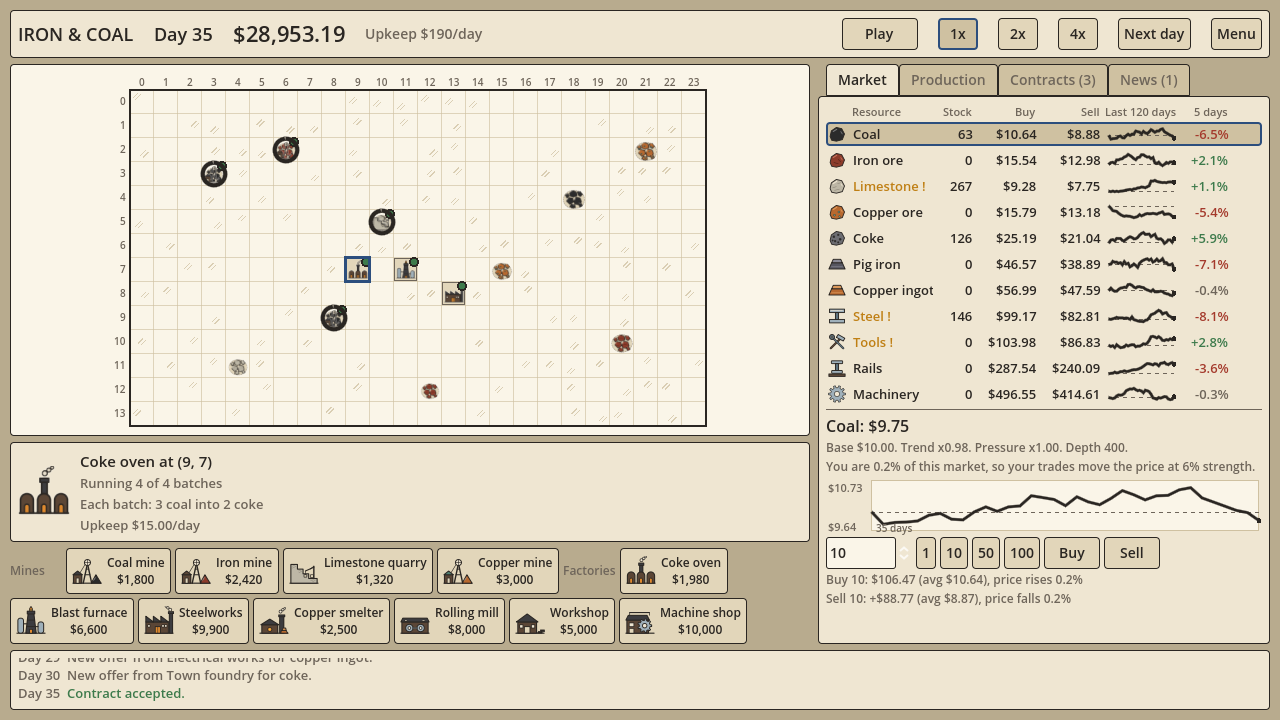 IRON & COAL Day 35 $28,953.19 Upkeep $190/day Play 1x 2x 4x Next day Menu
0 1 2 3 4 5 6 7 8 9 10 11 12 13 14 15 16 17 18 19 20 21 22 23
0
1
2
3
4
5
6
7
8
9
10
11
12
13
Coke oven at (9, 7)
Running 4 of 4 batches
Each batch: 3 coal into 2 coke
Upkeep $15.00/day
Mines
Coal mine
$1,800
Iron mine
$2,420
Limestone quarry
$1,320
Copper mine
$3,000
Factories
Coke oven
$1,980
Blast furnace
$6,600
Steelworks
$9,900
Copper smelter
$2,500
Rolling mill
$8,000
Workshop
$5,000
Machine shop
$10,000
Market Production Contracts (3) News (1)
Resource Stock Buy Sell Last 120 days 5 days
Coal 63 $10.64 $8.88 -6.5%
Iron ore 0 $15.54 $12.98 +2.1%
Limestone ! 267 $9.28 $7.75 +1.1%
Copper ore 0 $15.79 $13.18 -5.4%
Coke 126 $25.19 $21.04 +5.9%
Pig iron 0 $46.57 $38.89 -7.1%
Copper ingot 0 $56.99 $47.59 -0.4%
Steel ! 146 $99.17 $82.81 -8.1%
Tools ! 0 $103.98 $86.83 +2.8%
Rails 0 $287.54 $240.09 -3.6%
Machinery 0 $496.55 $414.61 -0.3%
Coal: $9.75
Base $10.00. Trend x0.98. Pressure x1.00. Depth 400.
You are 0.2% of this market, so your trades move the price at 6% strength.
$10.73
$9.64
35 days
10 1 10 50 100 Buy Sell
Buy 10: $106.47 (avg $10.64), price rises 0.2%
Sell 10: +$88.77 (avg $8.87), price falls 0.2%
Day 29 New offer from Electrical works for copper ingot.
Day 30 New offer from Town foundry for coke.
Day 35 Contract accepted.